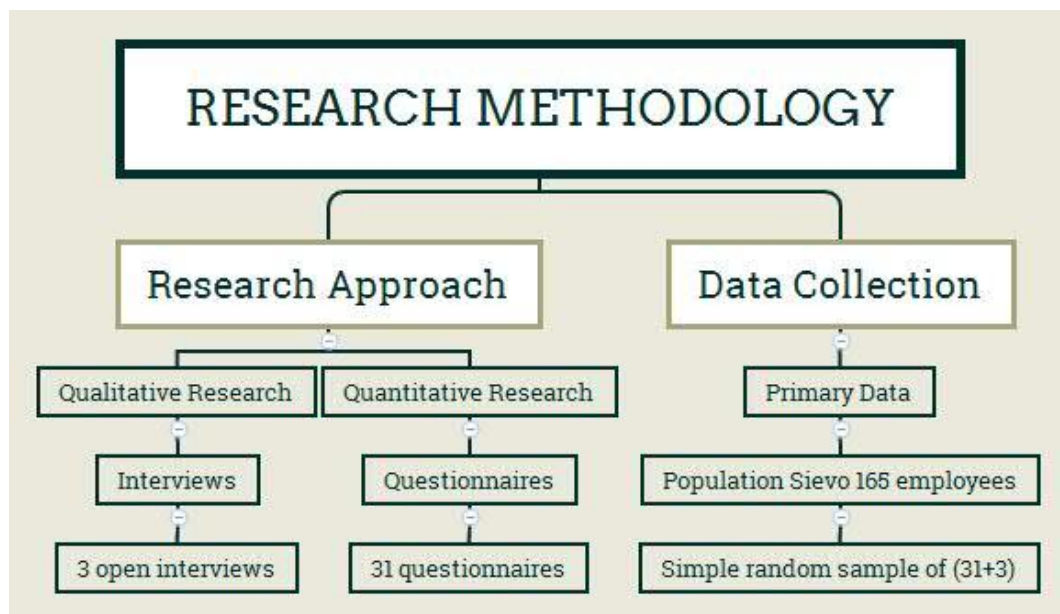 RESEARCH METHODOLOGY
Research Approach
Data Collection
Qualitative Research
Quantitative Research
Primary Data
Interviews
Questionnaires
Population Sievo 165 employees
3 open interviews
31 questionnaires
Simple random sample of (31+3)